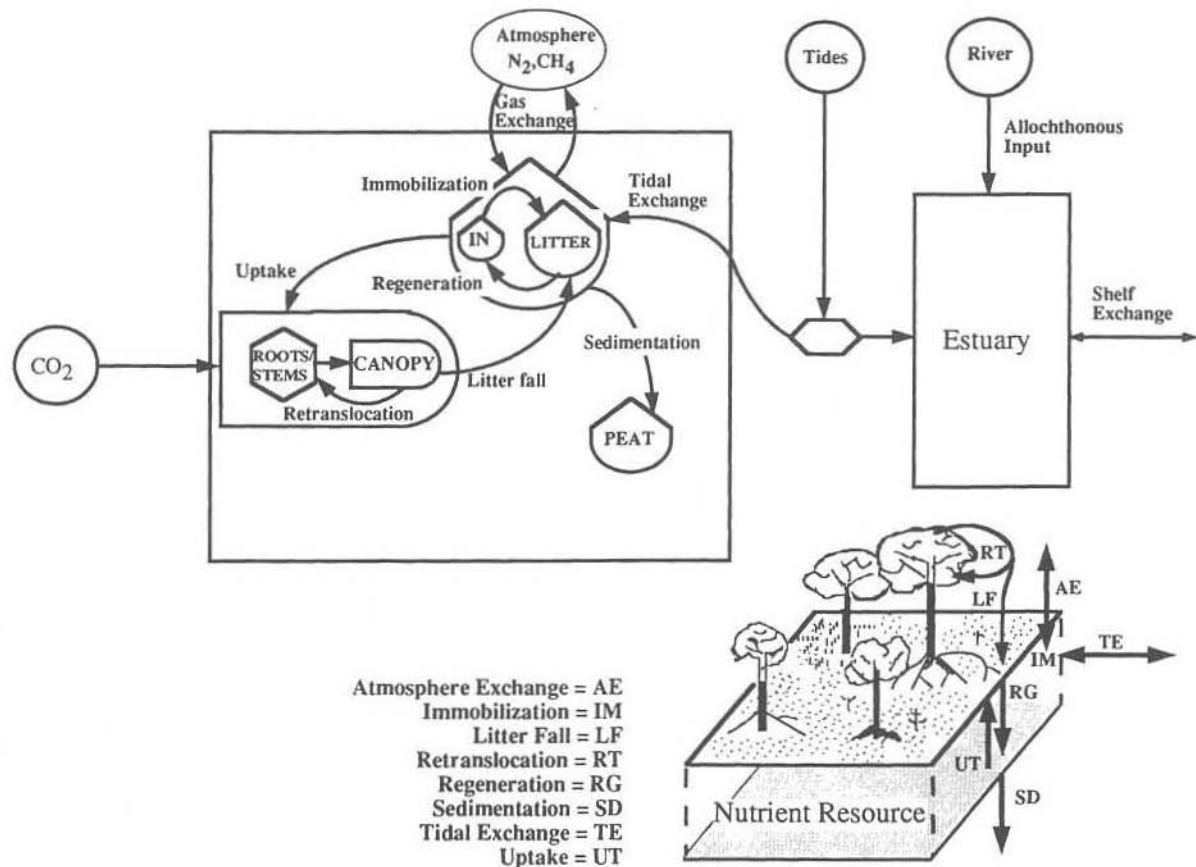 Atmosphere
N2,CH4
Tides
River
Gas
Exchange
Allochthonous
Input
Immobilization
Tidal
Exchange
IN
LITTER
Uptake
Regeneration
Shelf
Exchange
Estuary
Sedimentation
CO2
ROOTS/
STEMS
CANOPY
Litter fall
Retranslocation
PEAT
RT
LF
AE
IM
TE
RG
UT
SD
Nutrient Resource
Atmosphere Exchange = AE
Immobilization = IM
Litter Fall = LF
Retranslocation = RT
Regeneration = RG
Sedimentation = SD
Tidal Exchange = TE
Uptake = UT